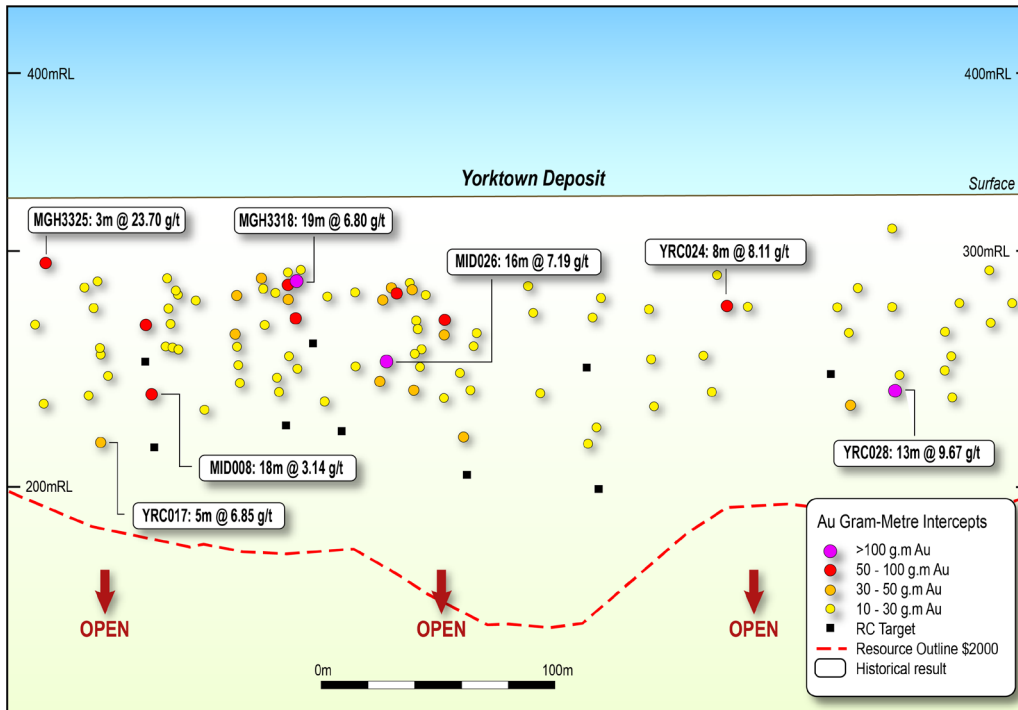 400mRL
400mRL
Yorktown Deposit
Surface
MGH3325: 3m @ 23.70 g/t
MGH3318: 19m @ 6.80 g/t
MID026: 16m @ 7.19 g/t
YRC024: 8m @ 8.11 g/t
300mRL
YRC028: 13m @ 9.67 g/t
MID008: 18m @ 3.14 g/t
200mRL
YRC017: 5m @ 6.85 g/t
Au Gram-Metre Intercepts
>100 g.m Au
50 - 100 g.m Au
30 - 50 g.m Au
10 - 30 g.m Au
RC Target
Resource Outline $2000
Historical result
OPEN
OPEN
OPEN
0m
100m